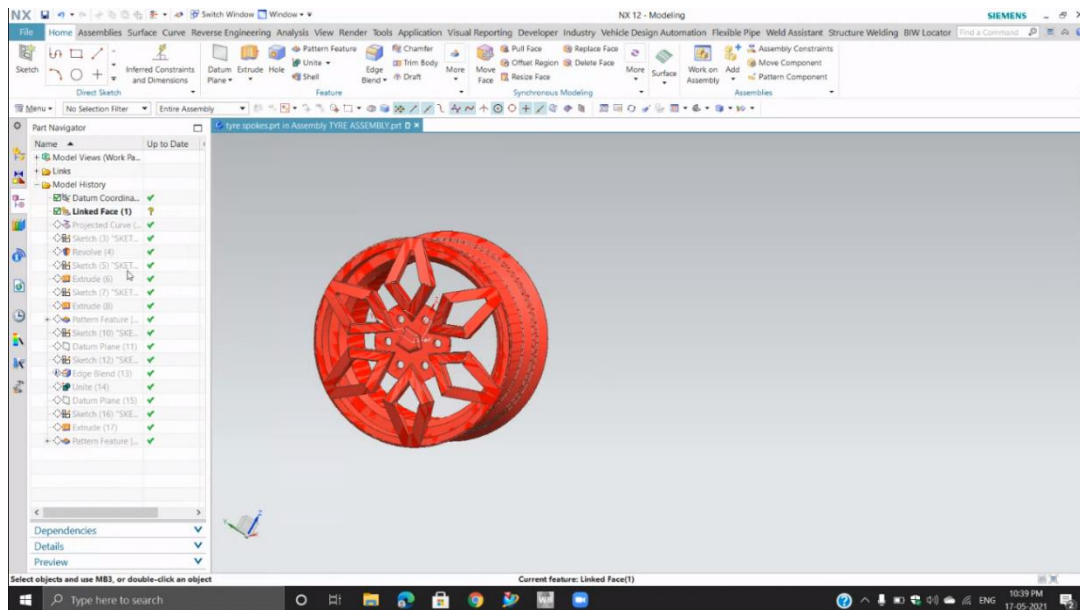 NX Switch Window Window NX 12 - Modeling SIEMENS
File Home Assemblies Surface Curve Reverse Engineering Analysis View Render Tools Application Visual Reporting Developer Industry Vehicle Design Automation Flexible Pipe Weld Assistant Structure Welding BIW Locator Find a Command
Pattern Feature Chamfer Pull Face Replace Face Assembly Constraints
Unite Trim Body Offset Region Delete Face Move Component
Shell Draft Resize Face Pattern Component
Sketch Inferred Constraints and Dimensions Datum Plane Extrude Hole Edge Blend More Move Face More Surface Work on Assembly Add
Direct Sketch Feature Synchronous Modeling Assemblies
Menu No Selection Filter Entire Assembly
Part Navigator tyre spokes.prt in Assembly TYRE ASSEMBLY.prt
Name Up to Date
Model Views (Work Pa...
Links
Model History
Datum Coordina...
Linked Face (1)
Projected Curve (...
Sketch (3) "SKET...
Revolve (4)
Sketch (5) "SKET...
Extrude (6)
Sketch (7) "SKET...
Extrude (8)
Pattern Feature [...
Sketch (10) "SKE...
Datum Plane (11)
Sketch (12) "SKE...
Edge Blend (13)
Unite (14)
Datum Plane (15)
Sketch (16) "SKE...
Extrude (17)
Pattern Feature [...
Dependencies
Details
Preview
Select objects and use MB3, or double-click an object Current feature: Linked Face(1)
Type here to search ENG 10:39 PM
17-05-2021